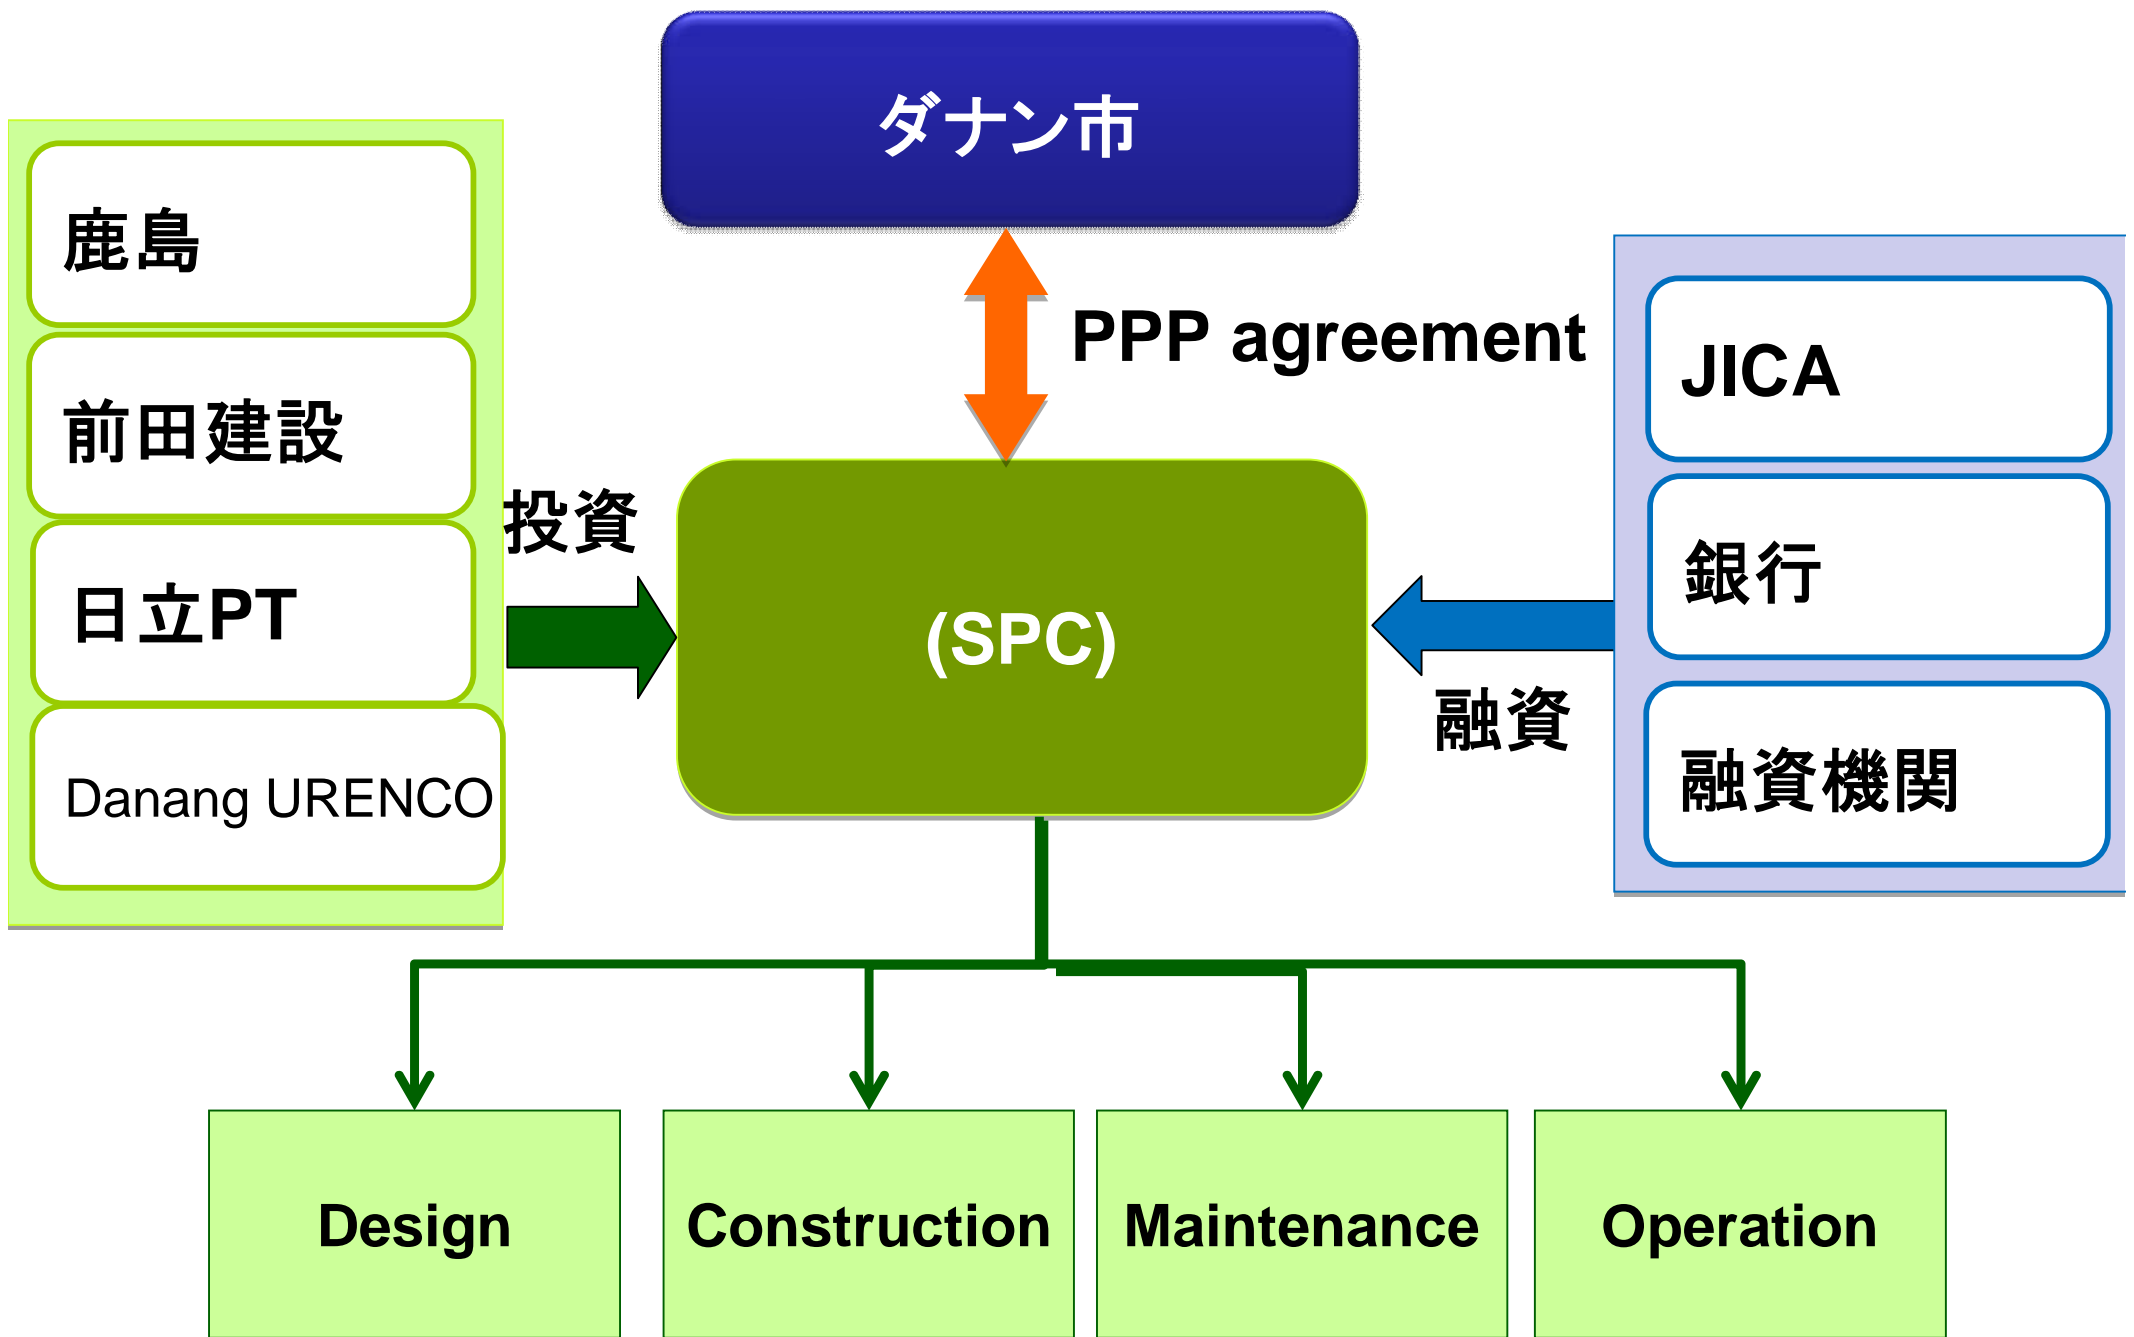 ダナン市
鹿島
前田建設
日立PT
Danang URENCO
投資
PPP agreement
(SPC)
JICA
銀行
融資機関
融資
Design
Construction
Maintenance
Operation